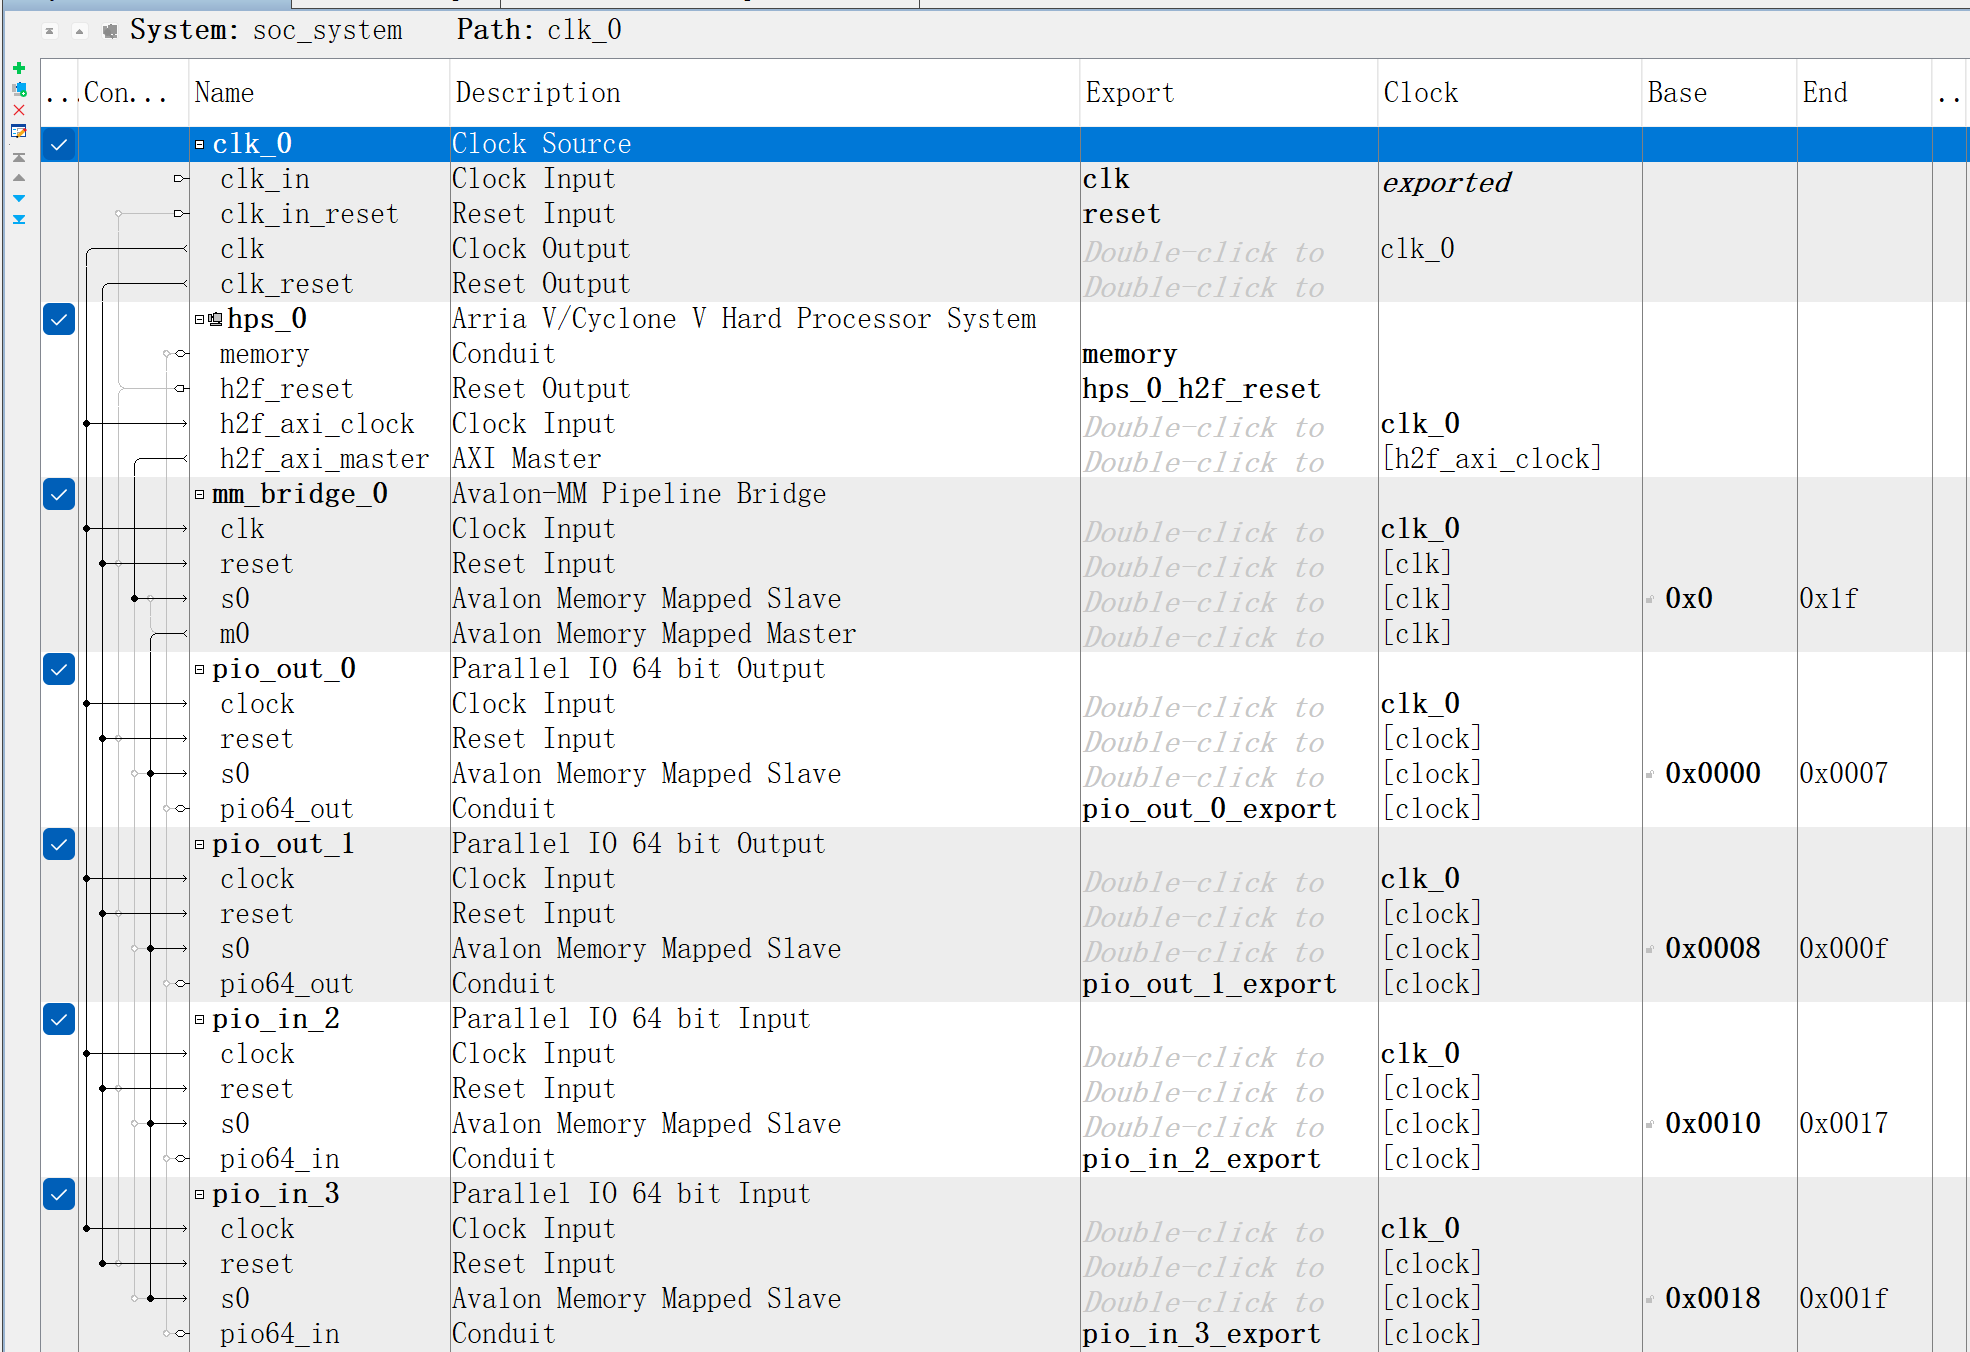 System: soc_system Path: clk_0
... Con... Name Description Export Clock Base End ..
clk_0 Clock Source
clk_in Clock Input clk exported
clk_in_reset Reset Input reset
clk Clock Output Double-click to clk_0
clk_reset Reset Output Double-click to
hps_0 Arria V/Cyclone V Hard Processor System
memory Conduit memory
h2f_reset Reset Output hps_0_h2f_reset
h2f_axi_clock Clock Input Double-click to clk_0
h2f_axi_master AXI Master Double-click to [h2f_axi_clock]
mm_bridge_0 Avalon-MM Pipeline Bridge
clk Clock Input Double-click to clk_0
reset Reset Input Double-click to [clk]
s0 Avalon Memory Mapped Slave Double-click to [clk] 0x0 0x1f
m0 Avalon Memory Mapped Master Double-click to [clk]
pio_out_0 Parallel IO 64 bit Output
clock Clock Input Double-click to clk_0
reset Reset Input Double-click to [clock]
s0 Avalon Memory Mapped Slave Double-click to [clock] 0x0000 0x0007
pio64_out Conduit pio_out_0_export [clock]
pio_out_1 Parallel IO 64 bit Output
clock Clock Input Double-click to clk_0
reset Reset Input Double-click to [clock]
s0 Avalon Memory Mapped Slave Double-click to [clock] 0x0008 0x000f
pio64_out Conduit pio_out_1_export [clock]
pio_in_2 Parallel IO 64 bit Input
clock Clock Input Double-click to clk_0
reset Reset Input Double-click to [clock]
s0 Avalon Memory Mapped Slave Double-click to [clock] 0x0010 0x0017
pio64_in Conduit pio_in_2_export [clock]
pio_in_3 Parallel IO 64 bit Input
clock Clock Input Double-click to clk_0
reset Reset Input Double-click to [clock]
s0 Avalon Memory Mapped Slave Double-click to [clock] 0x0018 0x001f
pio64_in Conduit pio_in_3_export [clock]